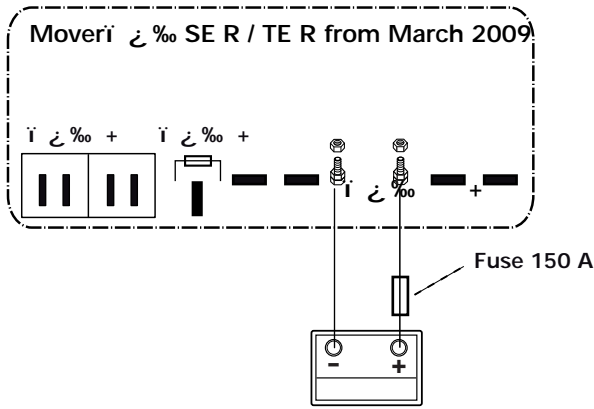 Moverï ¿‰ SE R / TE R from March 2009
ï ¿‰ + ï ¿‰ +
ï ¿‰ +
Fuse 150 A
- +